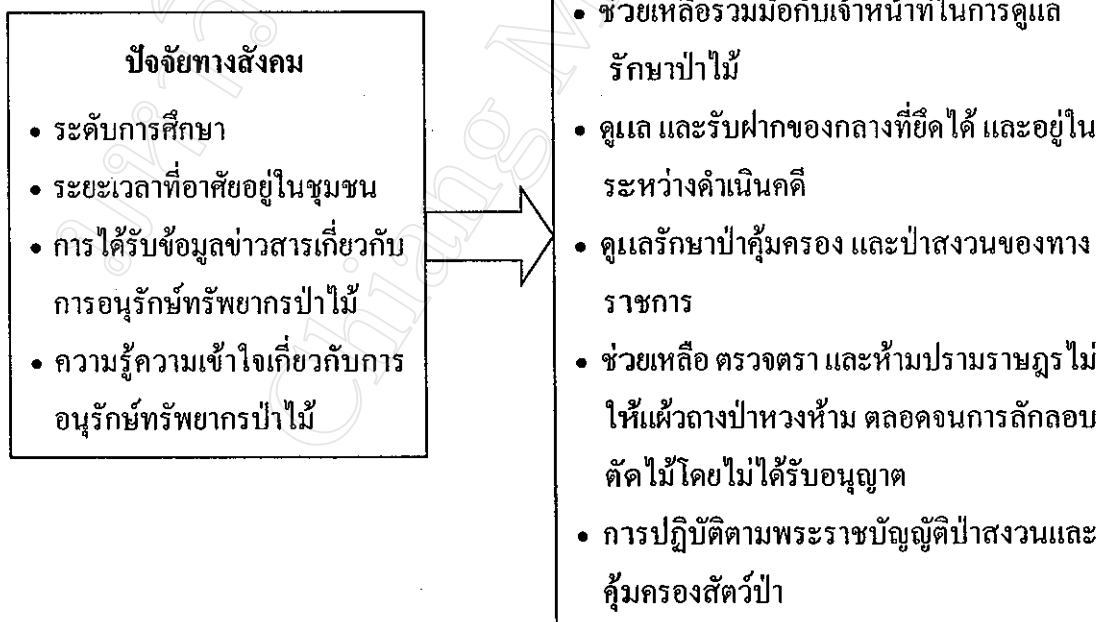 ปัจจัยทางสังคม
• ระดับการศึกษา
• ระยะเวลาที่อาศัยอยู่ในชุมชน
• การได้รับข้อมูลข่าวสารเกี่ยวกับ
การอนุรักษ์ทรัพยากรป่าไม้
• ความรู้ความเข้าใจเกี่ยวกับการ
อนุรักษ์ทรัพยากรป่าไม้
• ช่วยเหลือร่วมมือกับเจ้าหน้าที่ในการดูแล
รักษาป่าไม้
• ดูแล และรับฝากของกลางที่ยึดได้ และอยู่ใน
ระหว่างดำเนินคดี
• ดูแลรักษาป่าคุ้มครอง และป่าสงวนของทาง
ราชการ
• ช่วยเหลือ ตรวจตรา และห้ามปรามราษฎรไม่
ให้แผ้วถางป่าหวงห้าม ตลอดจนการลักลอบ
ตัดไม้โดยไม่ได้รับอนุญาต
• การปฏิบัติตามพระราชบัญญัติป่าสงวนและ
คุ้มครองสัตว์ป่า
Chiang M